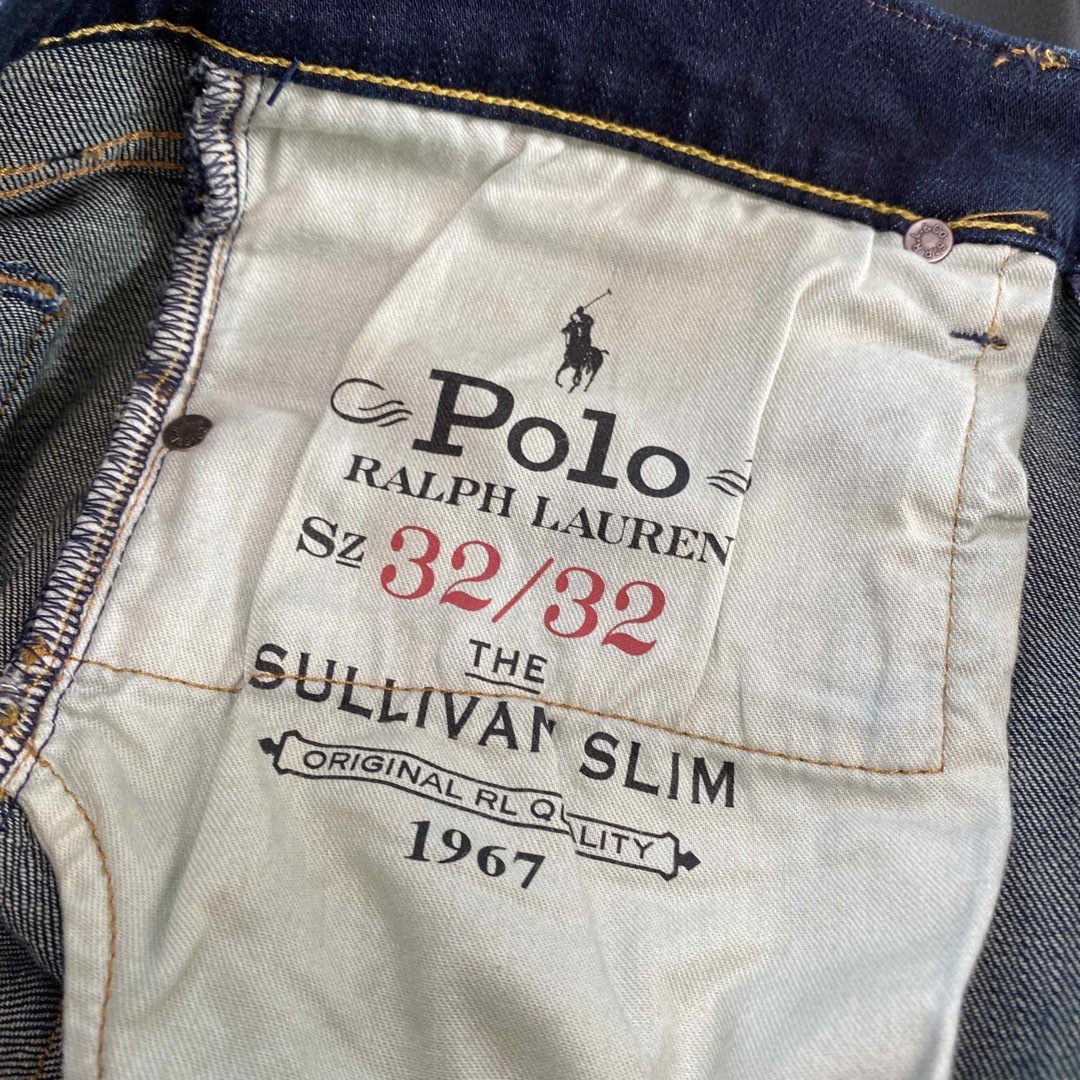 Polo
RALPH LAUREN
Sz 32/32
THE
SULLIVAN SLIM
ORIGINAL RL QUALITY
1967